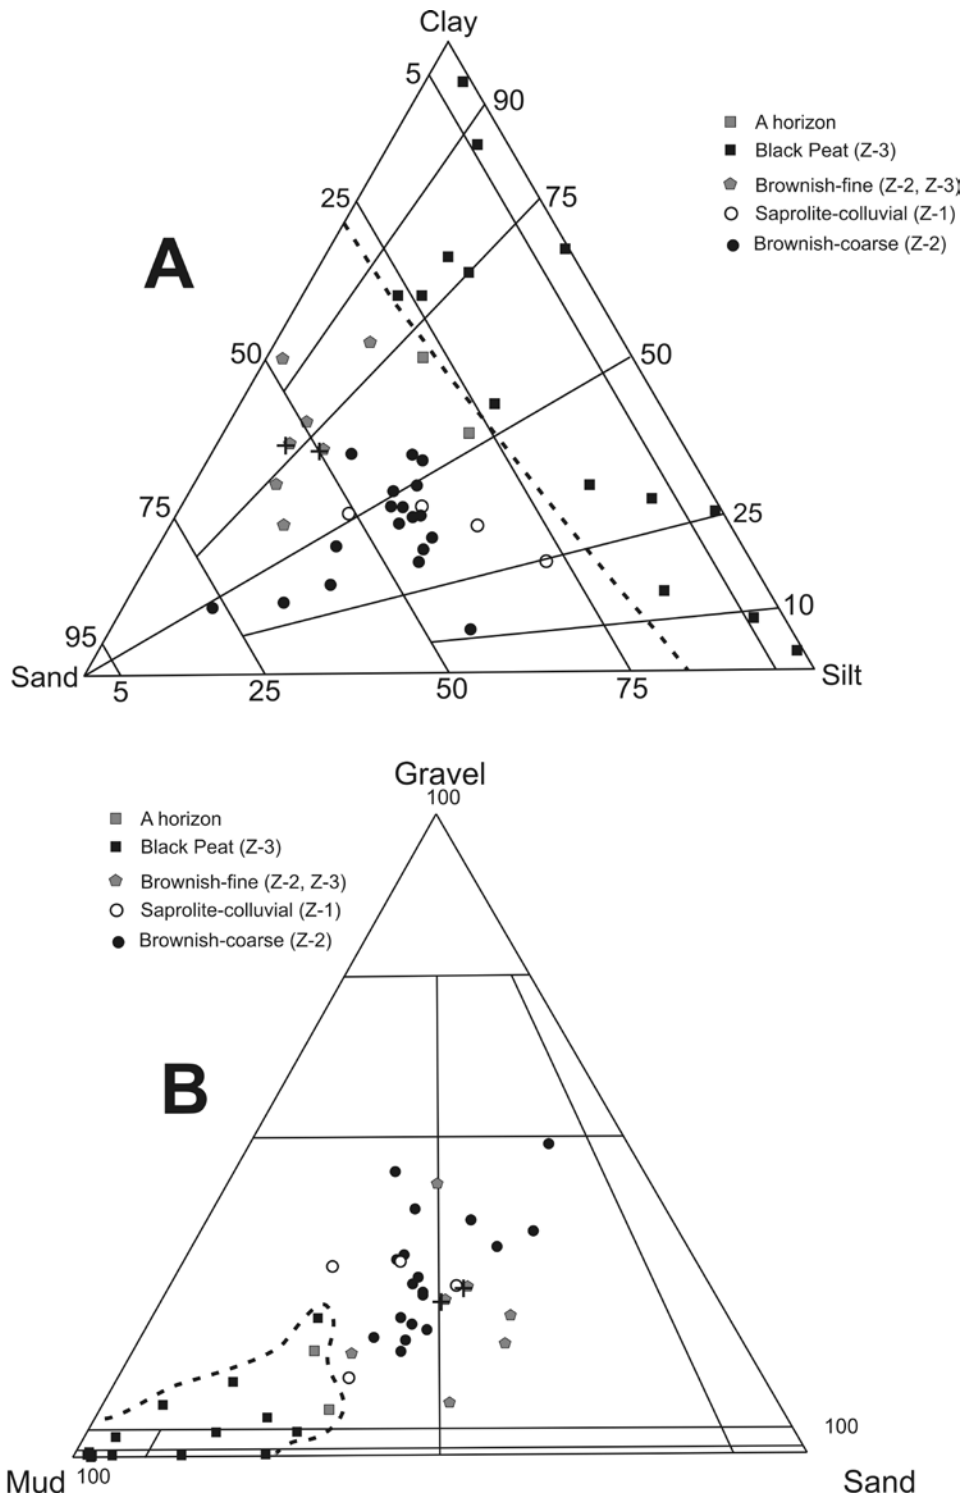 Clay
5
90
A horizon
Black Peat (Z-3)
25
75
Brownish-fine (Z-2, Z-3)
Saprolite-colluvial (Z-1)
A
Brownish-coarse (Z-2)
50
50
75
25
95
10
Sand
Silt
5
25
50
75
Gravel
100
A horizon
Black Peat (Z-3)
Brownish-fine (Z-2, Z-3)
Saprolite-colluvial (Z-1)
Brownish-coarse (Z-2)
B
100
Mud
100
Sand